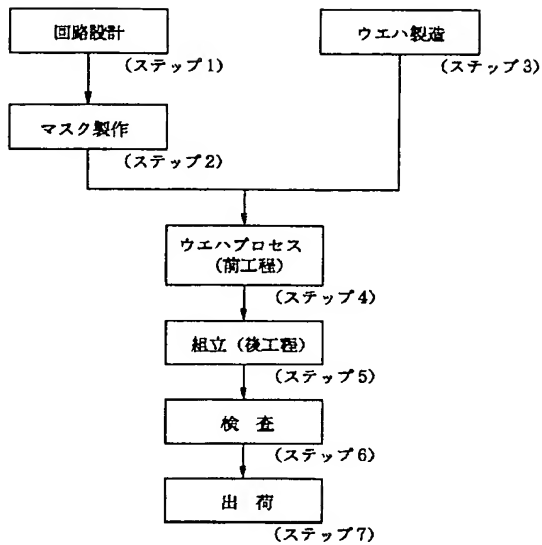 回路設計
(ステップ1)
ウエハ製造
(ステップ3)
マスク製作
(ステップ2)
ウエハプロセス
(前工程)
(ステップ4)
組立(後工程)
(ステップ5)
検 査
(ステップ6)
出 荷
(ステップ7)